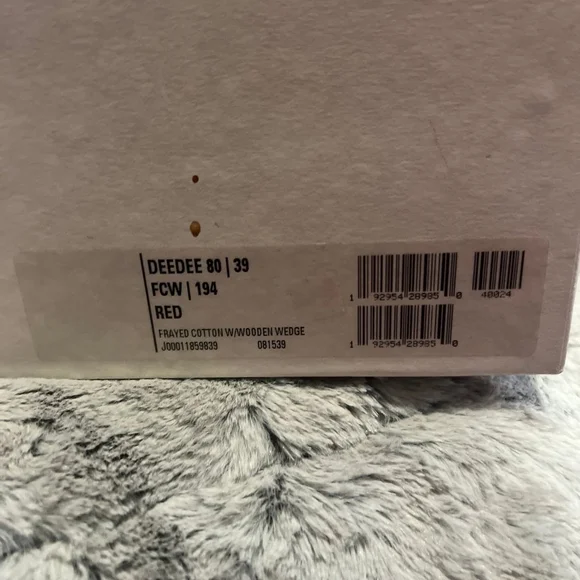 DEEDEE 80 | 39
FCW | 194
RED
FRAYED COTTON W/WOODEN WEDGE
J00011859839 081539
1 92954 28985 0
48024
1 92954 28985 0